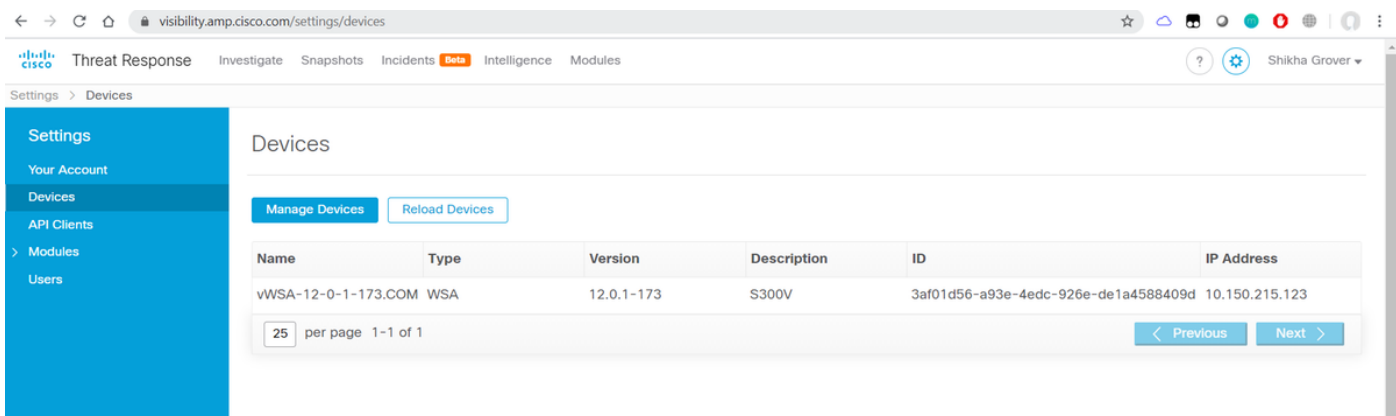 visibility.amp.cisco.com/settings/devices
cisco Threat Response Investigate Snapshots Incidents Beta Intelligence Modules ? Shikha Grover
Settings > Devices
Settings
Your Account
Devices
API Clients
> Modules
Users
Devices
Manage Devices Reload Devices
Name Type Version Description ID IP Address
vWSA-12-0-1-173.COM WSA 12.0.1-173 S300V 3af01d56-a93e-4edc-926e-de1a4588409d 10.150.215.123
25 per page 1-1 of 1 < Previous Next >